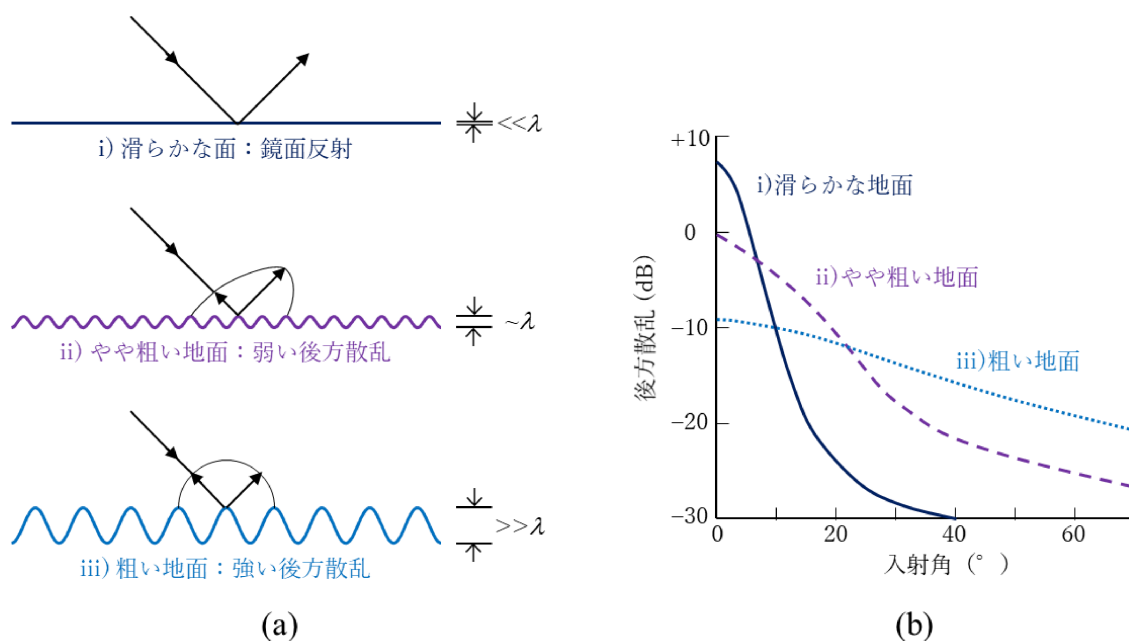 <<λ
i) 滑らかな面：鏡面反射
~λ
ii) やや粗い地面：弱い後方散乱
>>λ
iii) 粗い地面：強い後方散乱
(a)
後方散乱 (dB)
+10
0
−10
−20
−30
i)滑らかな地面
ii)やや粗い地面
iii)粗い地面
0 20 40 60
入射角（°）
(b)